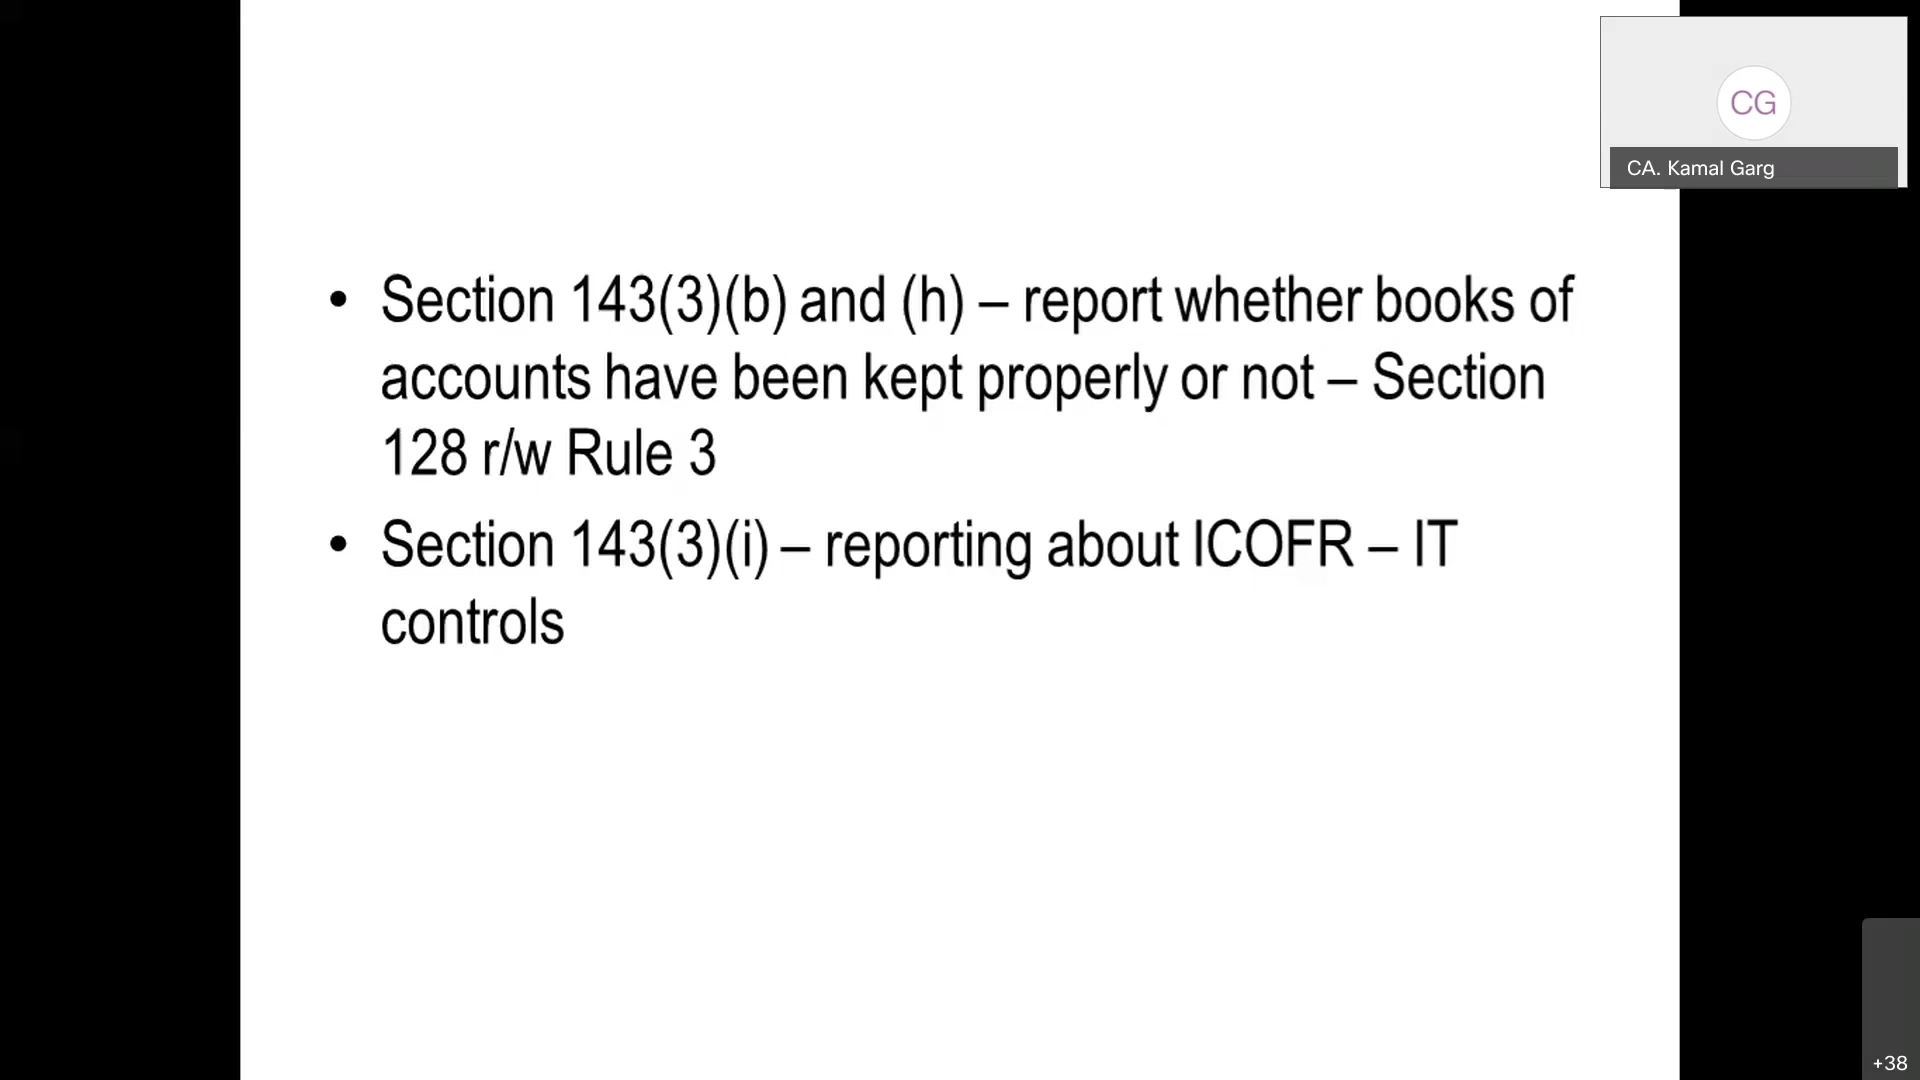 CG
CA. Kamal Garg
• Section 143(3)(b) and (h) – report whether books of
accounts have been kept properly or not – Section
128 r/w Rule 3
• Section 143(3)(i) – reporting about ICOFR – IT
controls
+38